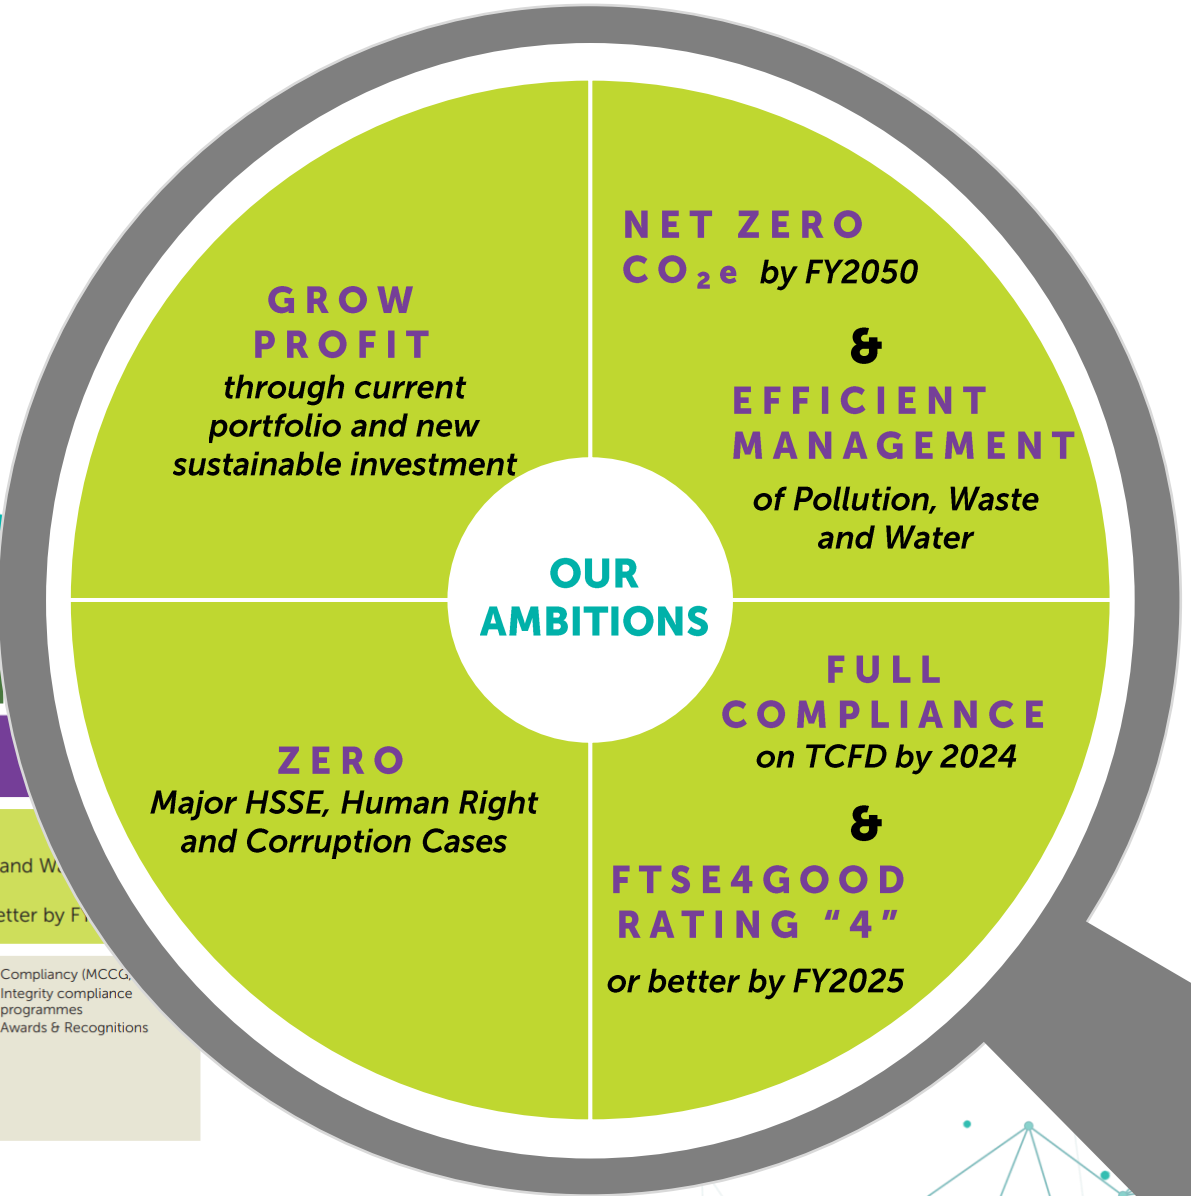 GROW
PROFIT
through current
portfolio and new
sustainable investment
NET ZERO
CO₂e by FY2050
&
EFFICIENT
MANAGEMENT
of Pollution, Waste
and Water
OUR
AMBITIONS
ZERO
Major HSSE, Human Right
and Corruption Cases
FULL
COMPLIANCE
on TCFD by 2024
&
FTSE4GOOD
RATING “4”
or better by FY2025
and
by
Compliancy (MCCG,
Integrity compliance
programmes
Awards & Recognitions